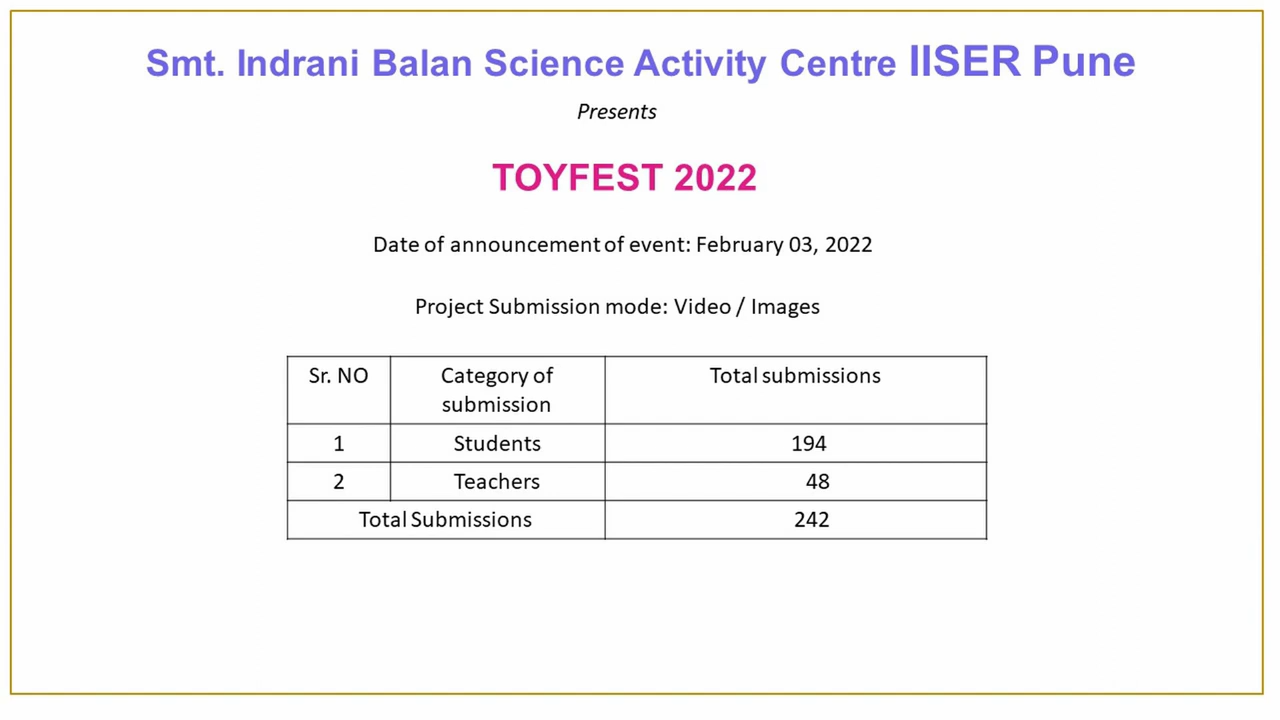 Smt. Indrani Balan Science Activity Centre IISER Pune
Presents
TOYFEST 2022
Date of announcement of event: February 03, 2022
Project Submission mode: Video / Images
Sr. NO Category of submission Total submissions
1 Students 194
2 Teachers 48
Total Submissions 242